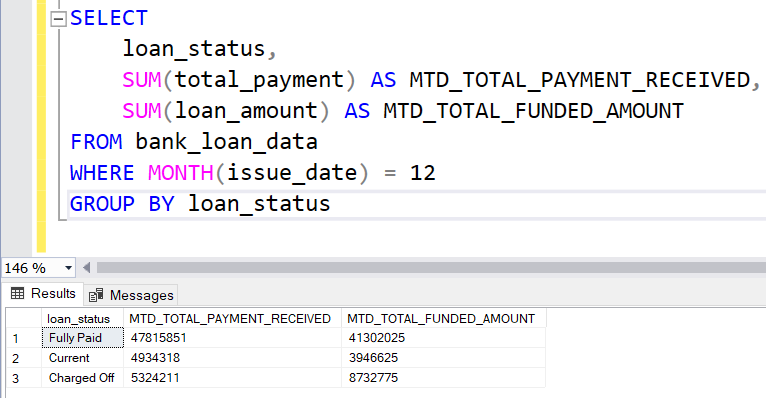 SELECT
loan_status,
SUM(total_payment) AS MTD_TOTAL_PAYMENT_RECEIVED,
SUM(loan_amount) AS MTD_TOTAL_FUNDED_AMOUNT
FROM bank_loan_data
WHERE MONTH(issue_date) = 12
GROUP BY loan_status
146 %
Results Messages
loan_status MTD_TOTAL_PAYMENT_RECEIVED MTD_TOTAL_FUNDED_AMOUNT
1 Fully Paid 47815851 41302025
2 Current 4934318 3946625
3 Charged Off 5324211 8732775